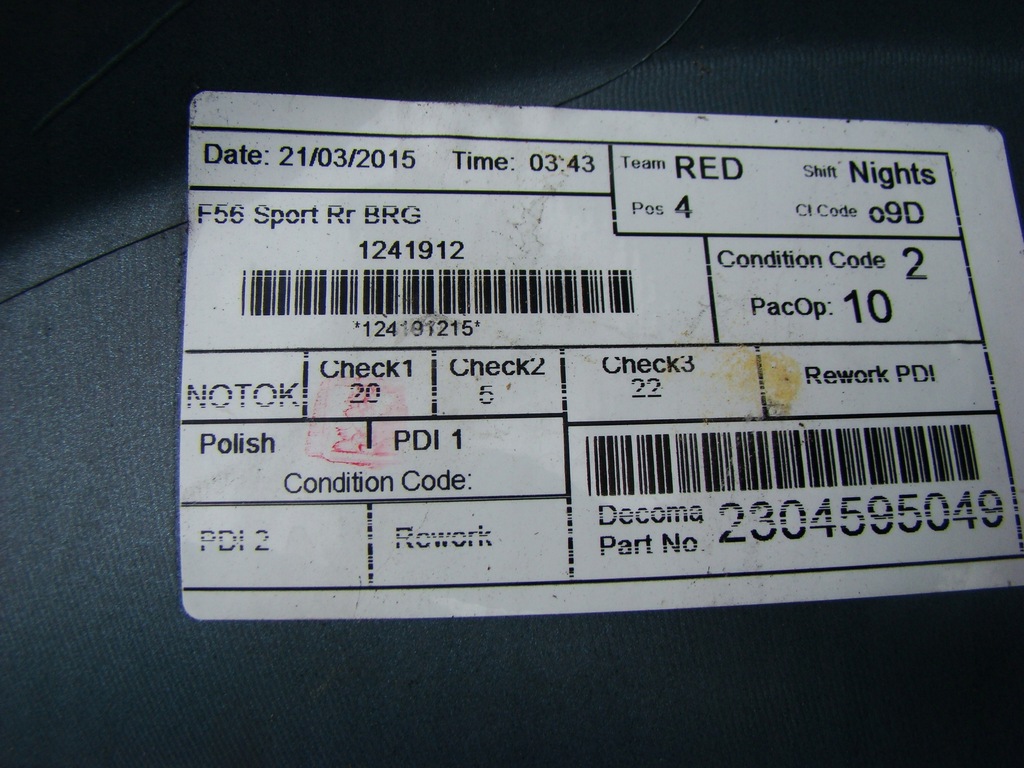 Date: 21/03/2015 Time: 03:43
Team RED Shift Nights
Pos 4 CI Code o9D
F56 Sport Rr BRG
1241912
*124191215*
Condition Code 2
PacOp: 10
NOTOK Check1 20 Check2 5 Check3 22 Rework PDI
Polish PDI 1
Condition Code:
PDI 2 Rework
Decoma Part No. 2304595049